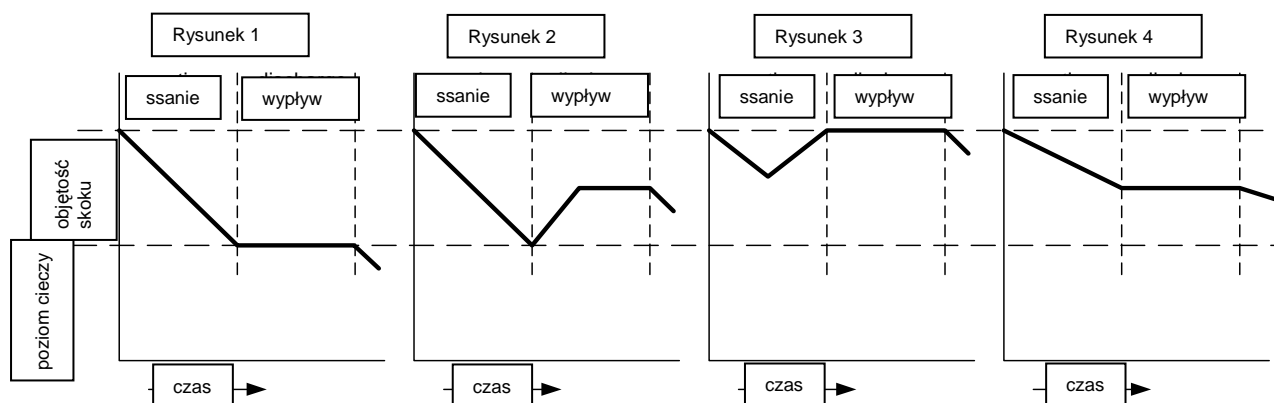 Rysunek 1
Rysunek 2
Rysunek 3
Rysunek 4
ssanie
wypływ
ssanie
wypływ
ssanie
wypływ
ssanie
wypływ
objętość
skoku
poziom cieczy
czas
czas
czas
czas